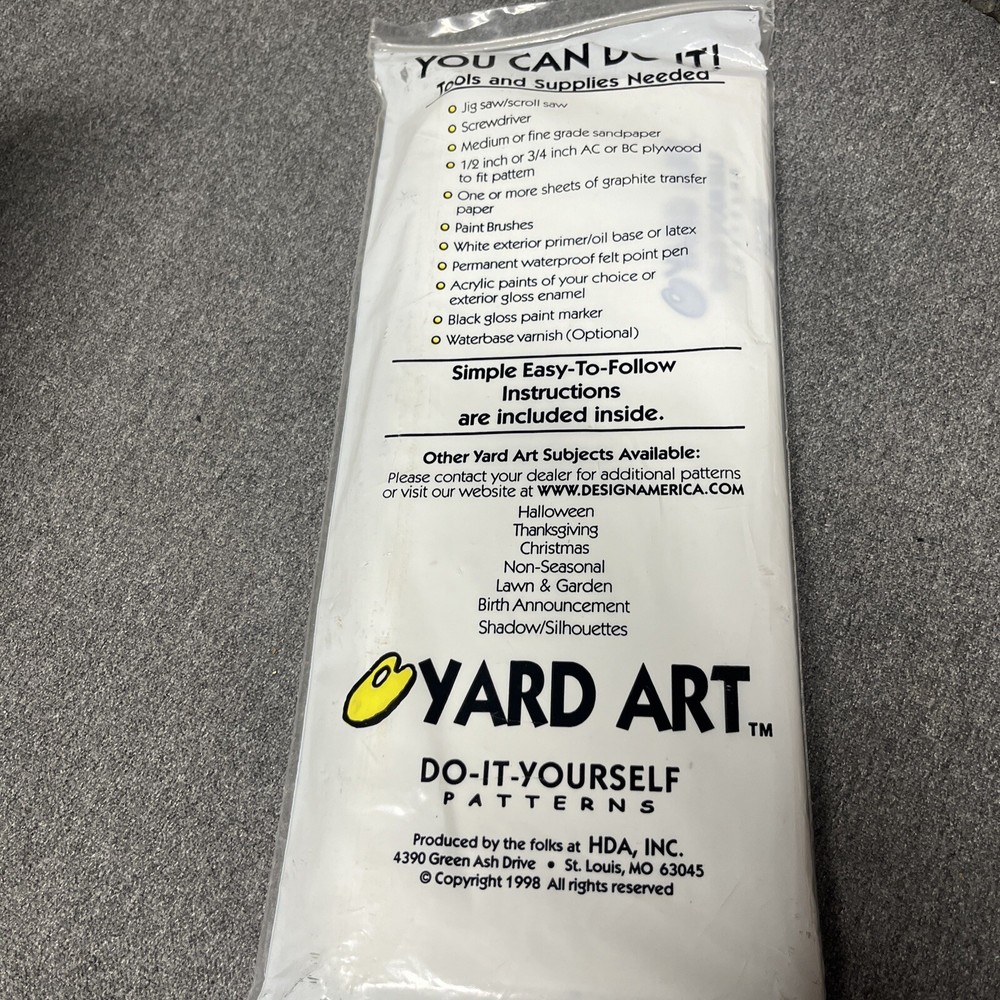 YOU CAN DO IT!
Tools and Supplies Needed
Jig saw/scroll saw
Screwdriver
Medium or fine grade sandpaper
1/2 inch or 3/4 inch AC or BC plywood
to fit pattern
One or more sheets of graphite transfer
paper
Paint Brushes
White exterior primer/oil base or latex
Permanent waterproof felt point pen
Acrylic paints of your choice or
exterior gloss enamel
Black gloss paint marker
Waterbase varnish (Optional)
Simple Easy-To-Follow
Instructions
are included inside.
Other Yard Art Subjects Available:
Please contact your dealer for additional patterns
or visit our website at WWW.DESIGNAMERICA.COM
Halloween
Thanksgiving
Christmas
Non-Seasonal
Lawn & Garden
Birth Announcement
Shadow/Silhouettes
YARD ART TM
DO-IT-YOURSELF
PATTERNS
Produced by the folks at HDA, INC.
4390 Green Ash Drive • St. Louis, MO 63045
© Copyright 1998 All rights reserved